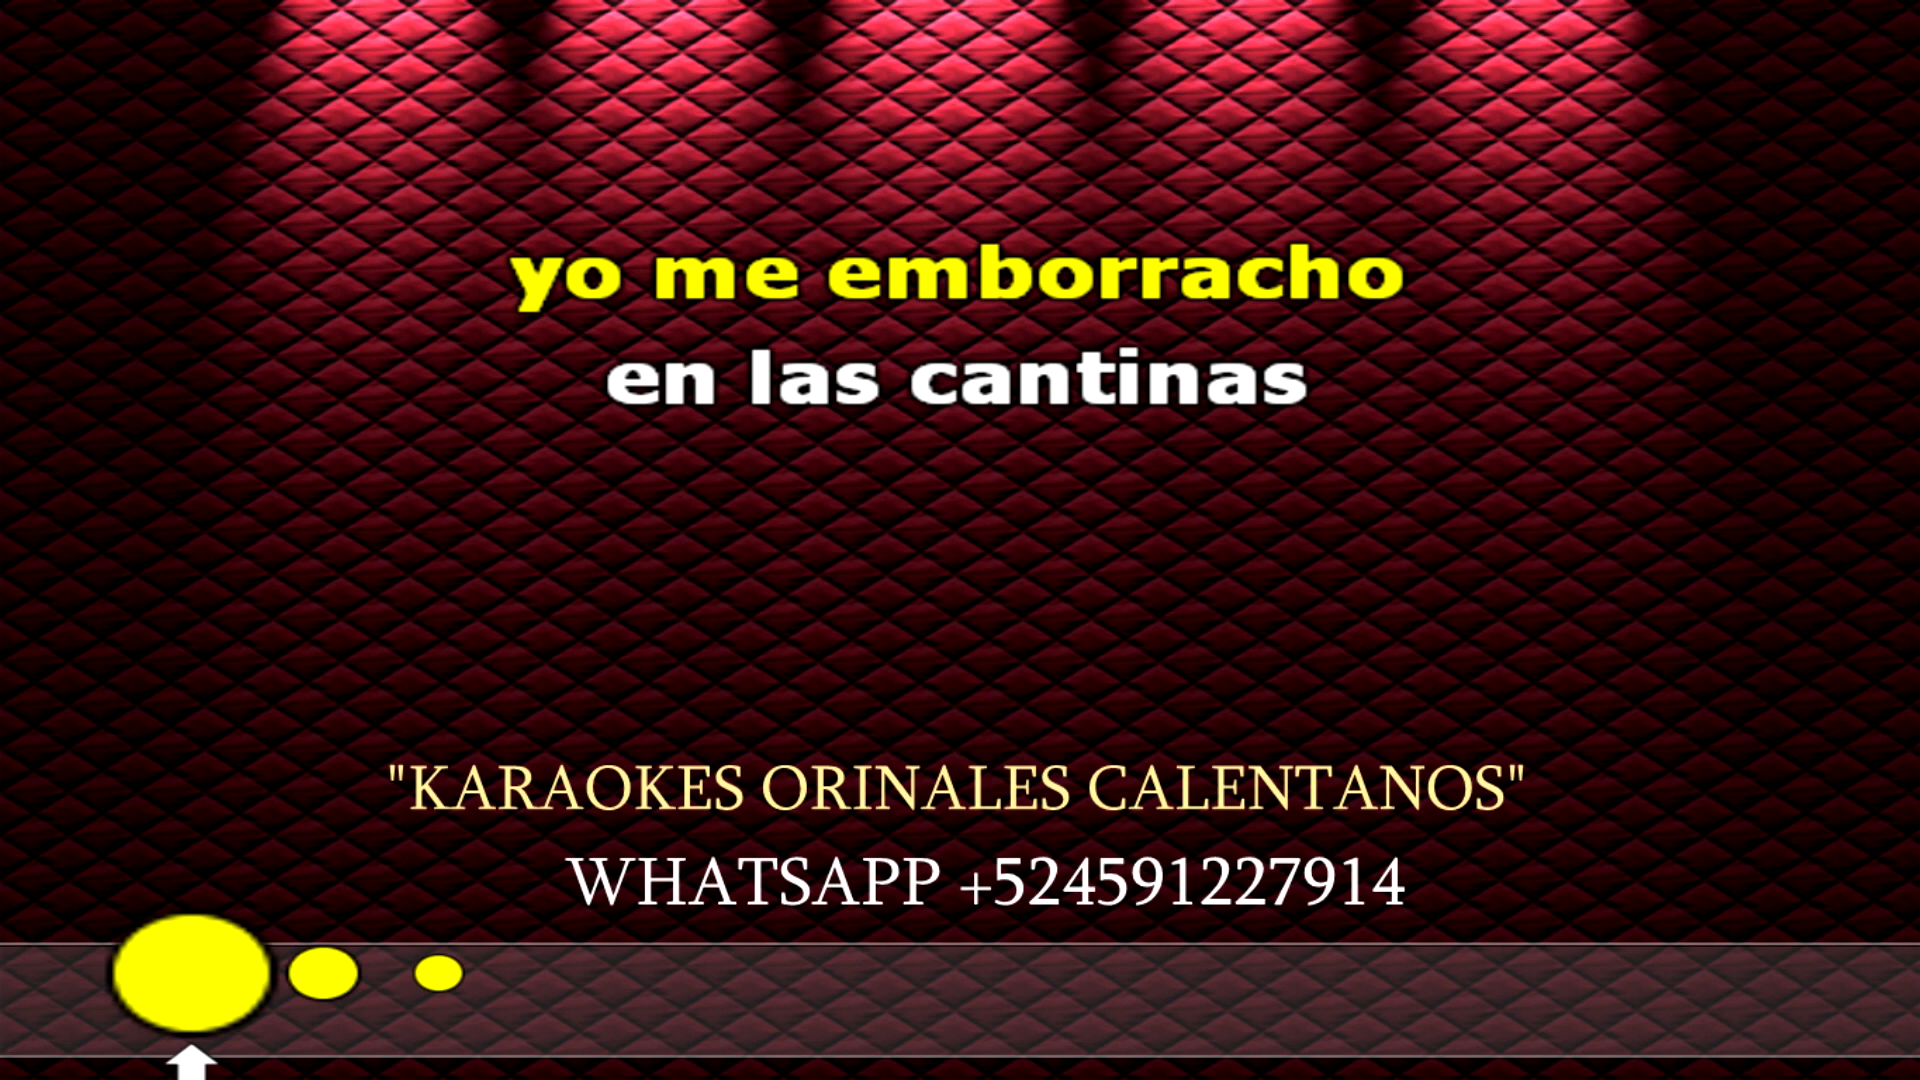 yo me emborracho
en las cantinas
"KARAOKES ORINALES CALENTANOS"
WHATSAPP +524591227914